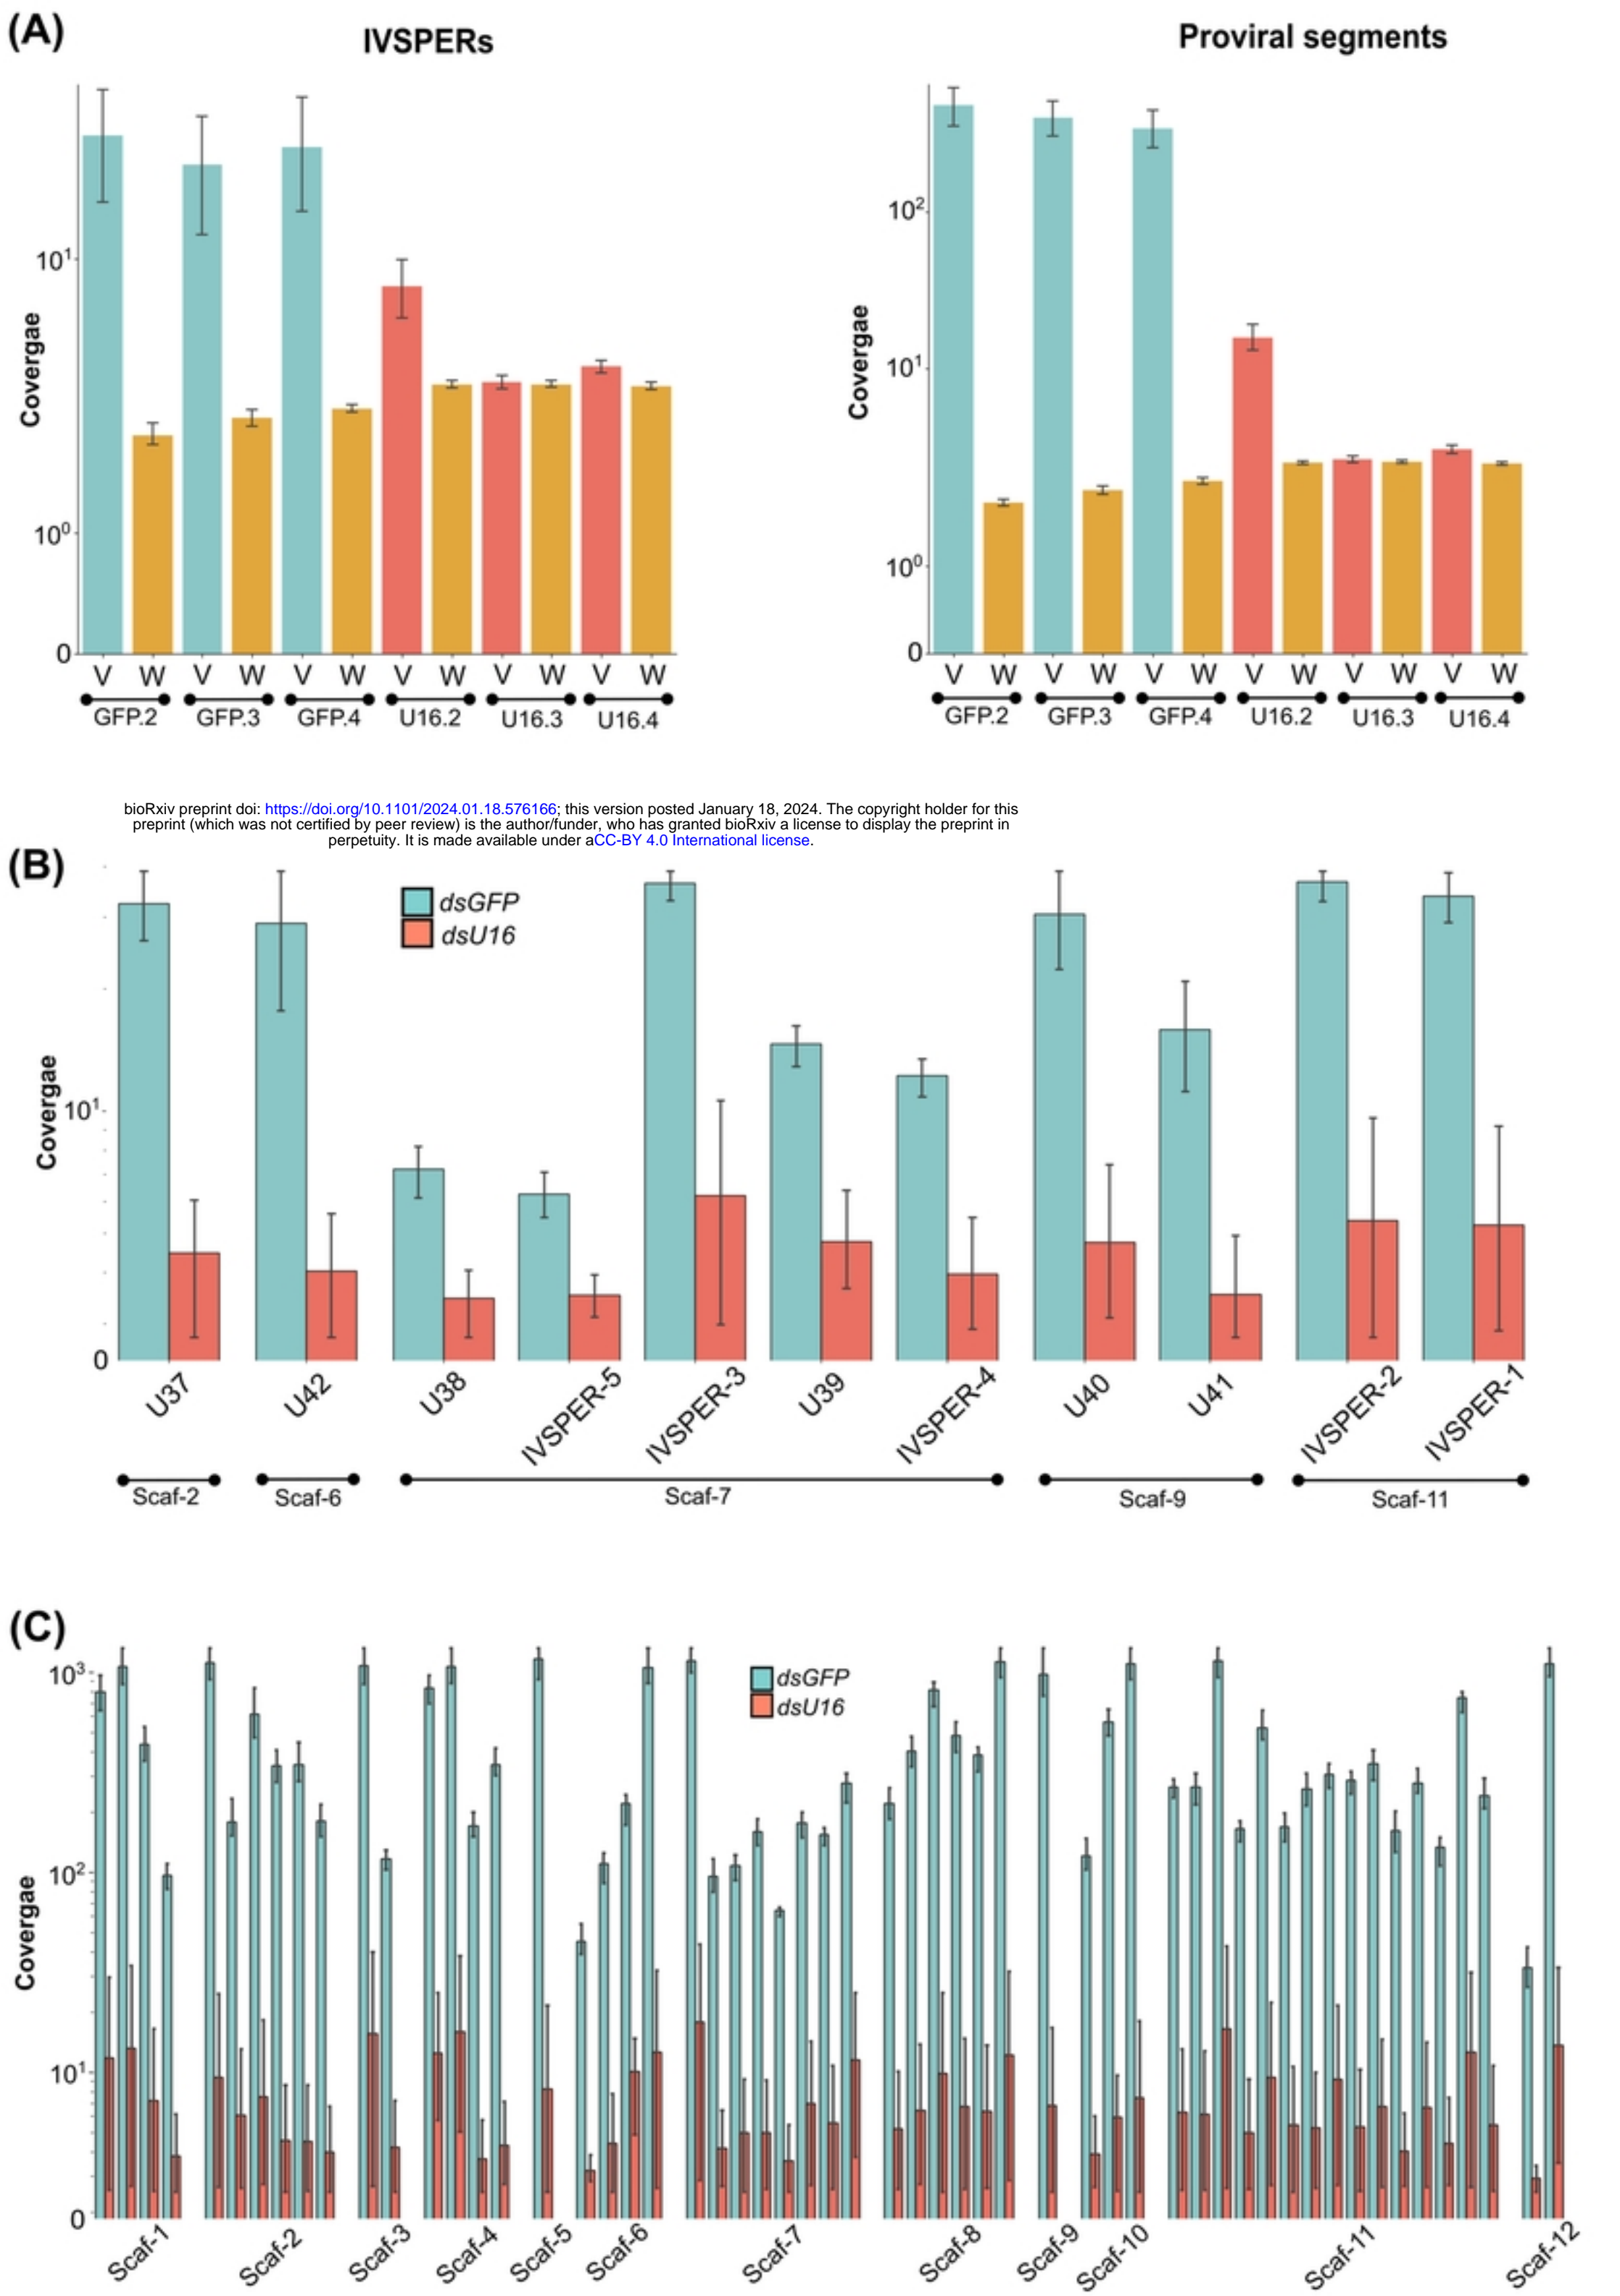 (A)
IVSPERs
Proviral segments
Covergae
10¹
10⁰
0
V W V W V W V W V W V W
GFP.2 GFP.3 GFP.4 U16.2 U16.3 U16.4
Covergae
10²
10¹
10⁰
0
V W V W V W V W V W V W
GFP.2 GFP.3 GFP.4 U16.2 U16.3 U16.4
bioRxiv preprint doi: https://doi.org/10.1101/2024.01.18.576166; this version posted January 18, 2024. The copyright holder for this
preprint (which was not certified by peer review) is the author/funder, who has granted bioRxiv a license to display the preprint in
perpetuity. It is made available under aCC-BY 4.0 International license.
(B)
dsGFP
dsU16
Covergae
10¹
0
U37 U42 U38 IVSPER-5 IVSPER-3 U39 IVSPER-4 U40 U41 IVSPER-2 IVSPER-1
Scaf-2 Scaf-6 Scaf-7 Scaf-9 Scaf-11
(C)
dsGFP
dsU16
Covergae
10³
10²
10¹
0
Scaf-1 Scaf-2 Scaf-3 Scaf-4 Scaf-5 Scaf-6 Scaf-7 Scaf-8 Scaf-9 Scaf-10 Scaf-11 Scaf-12